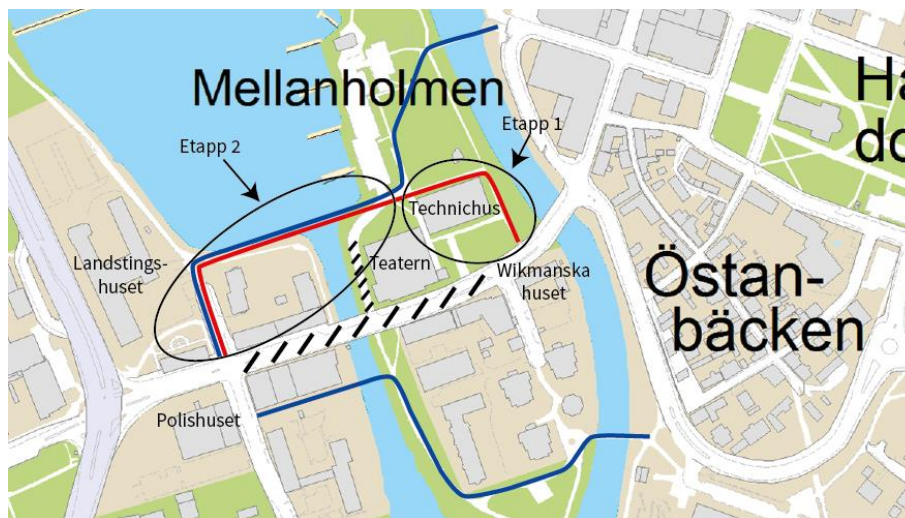 Mellanholmen
Ha
do
Etapp 1
Etapp 2
Technichus
Landstings-
huset
Teatern
Wikmanska
huset
Östan-
bäcken
Polishuset